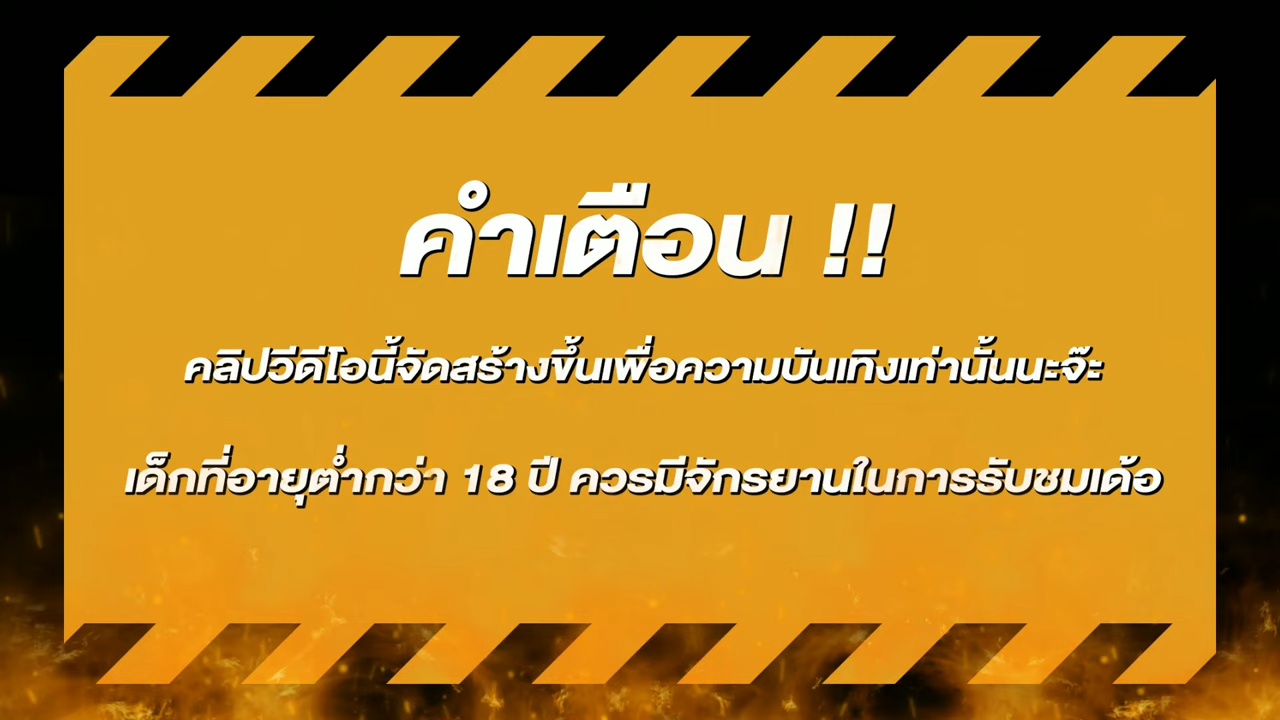 คำเตือน !!
คลิปวีดีโอนี้จัดสร้างขึ้นเพื่อความบันเทิงเท่านั้นนะจ๊ะ
เด็กที่อายุต่ำกว่า 18 ปี ควรมีจักรยานในการรับชมเด้อ